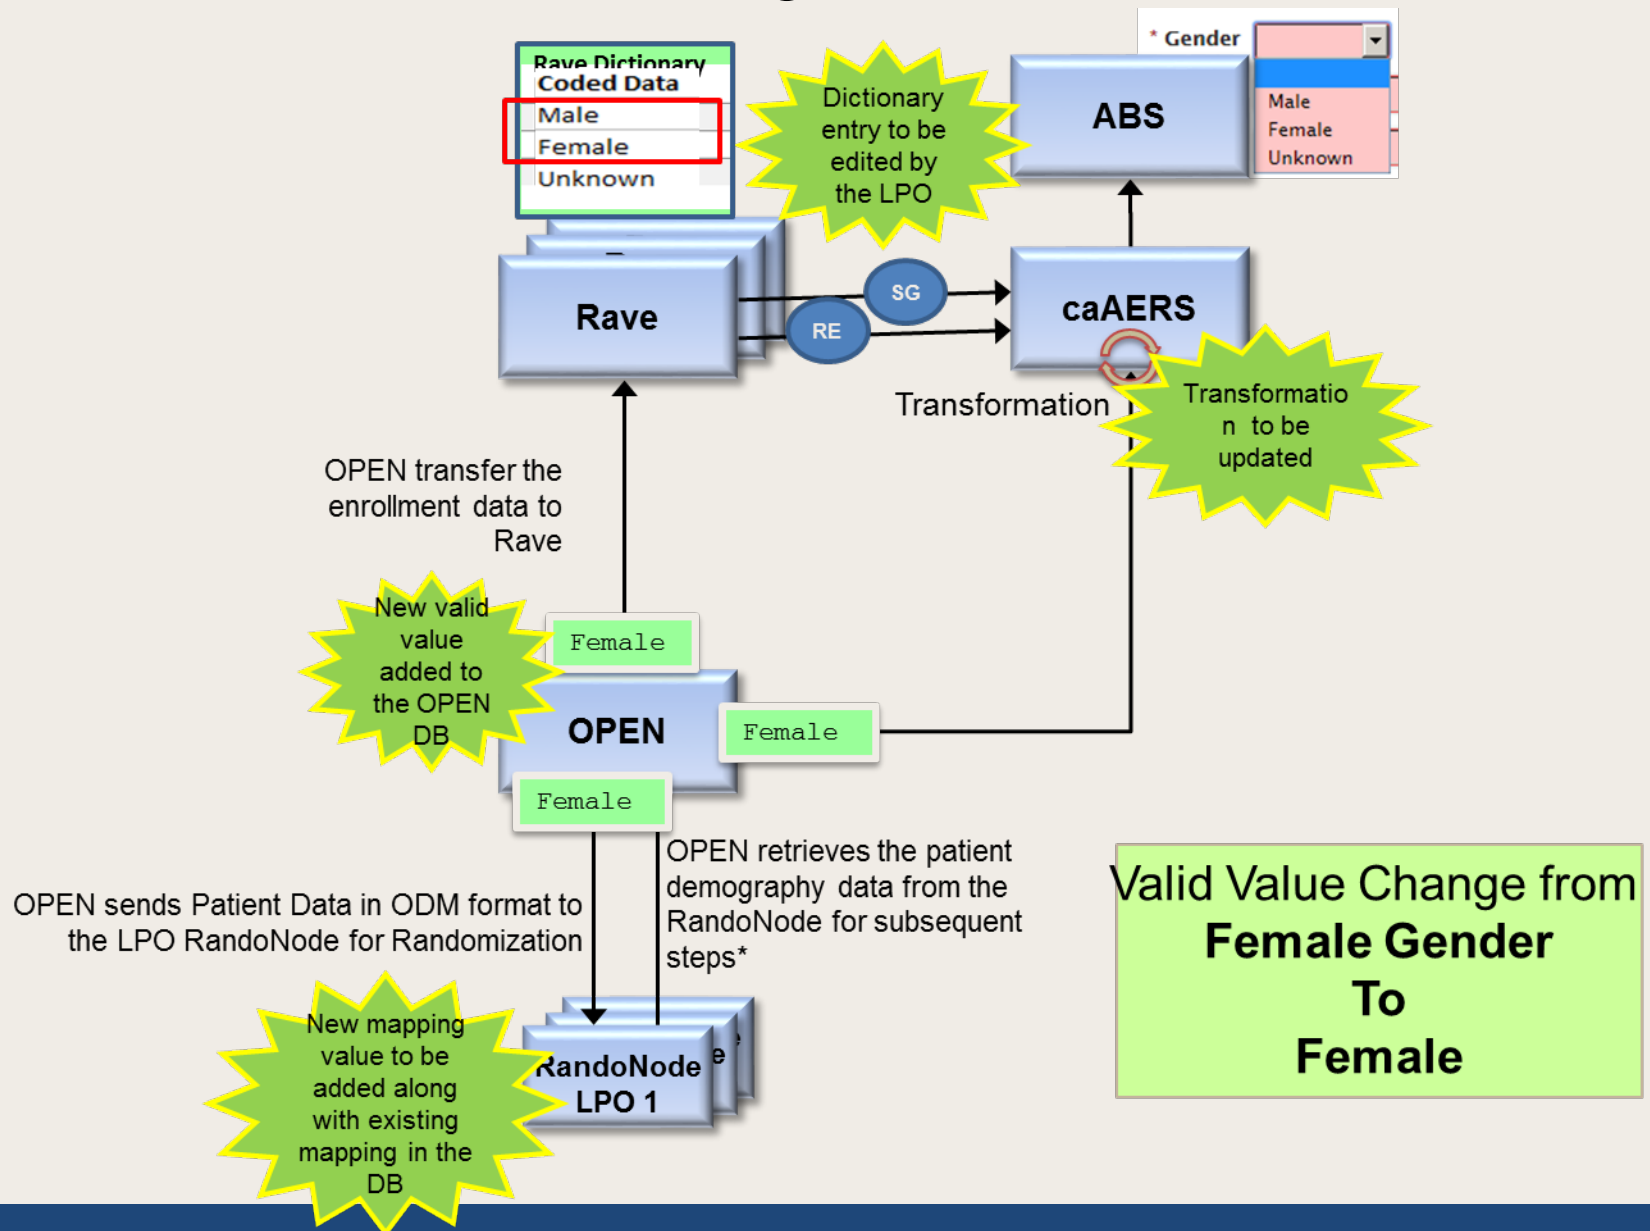 * Gender
Male
Female
Unknown
Rave Dictionary
Coded Data
Male
Female
Unknown
Dictionary
entry to be
edited by
the LPO
ABS
Rave
SG
RE
caAERS
Transformation
Transformatio
n to be
updated
OPEN transfer the
enrollment data to
Rave
New valid
value
added to
the OPEN
DB
Female
OPEN
Female
Female
OPEN sends Patient Data in ODM format to
the LPO RandoNode for Randomization
OPEN retrieves the patient
demography data from the
RandoNode for subsequent
steps*
New mapping
value to be
added along
with existing
mapping in the
DB
RandoNode
LPO 1
Valid Value Change from
Female Gender
To
Female